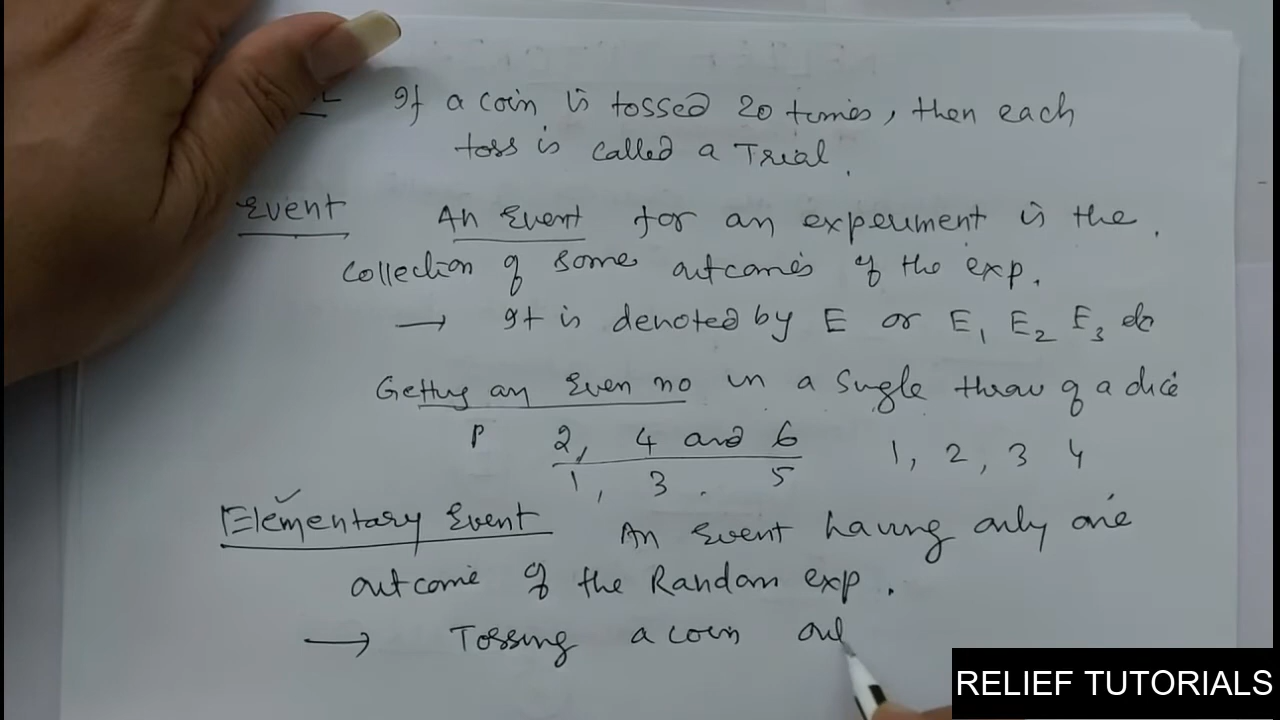 If a coin is tossed 20 times, then each
toss is called a Trial.
Event An Event for an experiment is the
collection of some outcomes of the exp.
→ It is denoted by E or E1 E2 E3
Getting an Even no in a Single throw of a dice
P 2, 4 and 6 1, 2, 3 4
1, 3, 5
Elementary Event An Event having only one
outcome of the Random exp.
→ Tossing a coin
RELIEF TUTORIALS